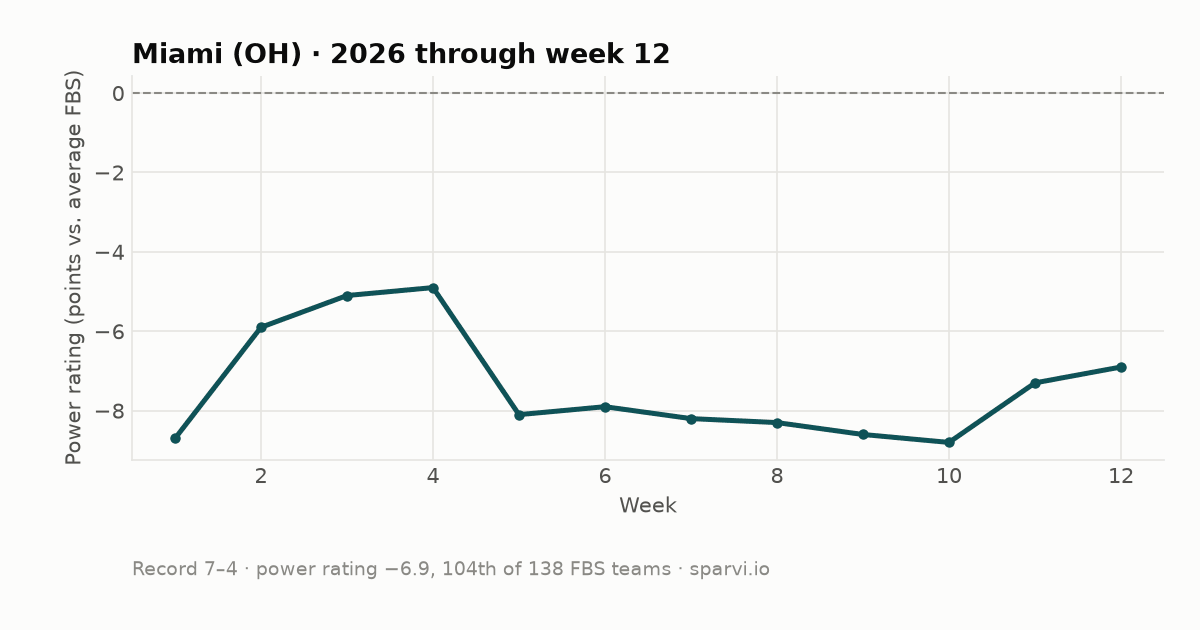 Miami (OH) · 2026 through week 12
Power rating (points vs. average FBS)
0
−2
−4
−6
−8
2 4 6 8 10 12
Week
Record 7–4 · power rating −6.9, 104th of 138 FBS teams · sparvi.io